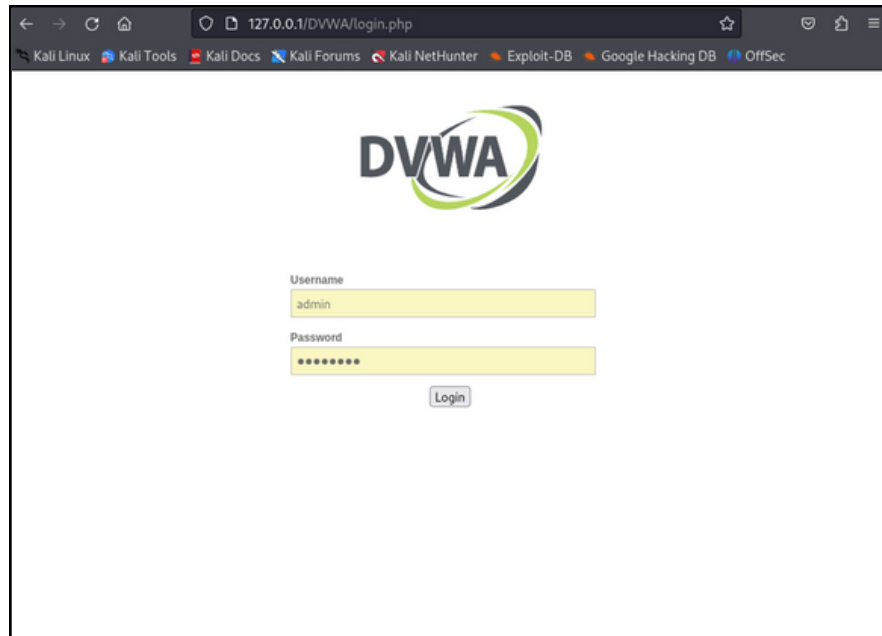 127.0.0.1/DVWA/login.php
Kali Linux Kali Tools Kali Docs Kali Forums Kali NetHunter Exploit-DB Google Hacking DB OffSec
DVWA
Username
admin
Password
••••••••
Login